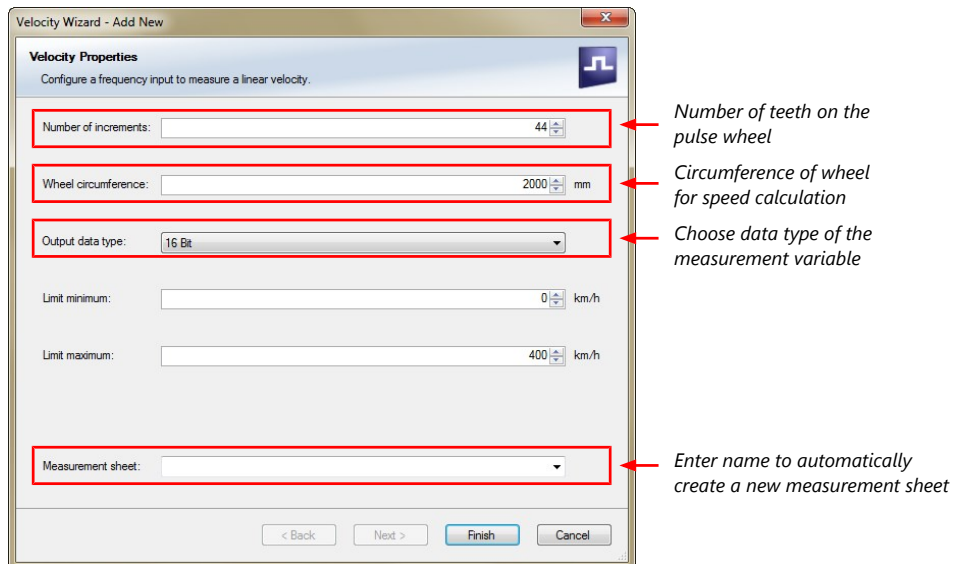 Velocity Wizard - Add New
Velocity Properties
Configure a frequency input to measure a linear velocity.
Number of increments: 44
Number of teeth on the
pulse wheel
Wheel circumference: 2000 mm
Circumference of wheel
for speed calculation
Output data type: 16 Bit
Choose data type of the
measurement variable
Limit minimum: 0 km/h
Limit maximum: 400 km/h
Measurement sheet:
Enter name to automatically
create a new measurement sheet
< Back Next > Finish Cancel